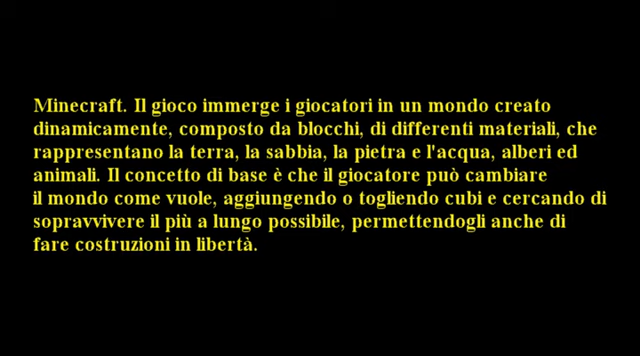 Minecraft. Il gioco immerge i giocatori in un mondo creato
dinamicamente, composto da blocchi, di differenti materiali, che
rappresentano la terra, la sabbia, la pietra e l'acqua, alberi ed
animali. Il concetto di base è che il giocatore può cambiare
il mondo come vuole, aggiungendo o togliendo cubi e cercando di
sopravvivere il più a lungo possibile, permettendogli anche di
fare costruzioni in libertà.